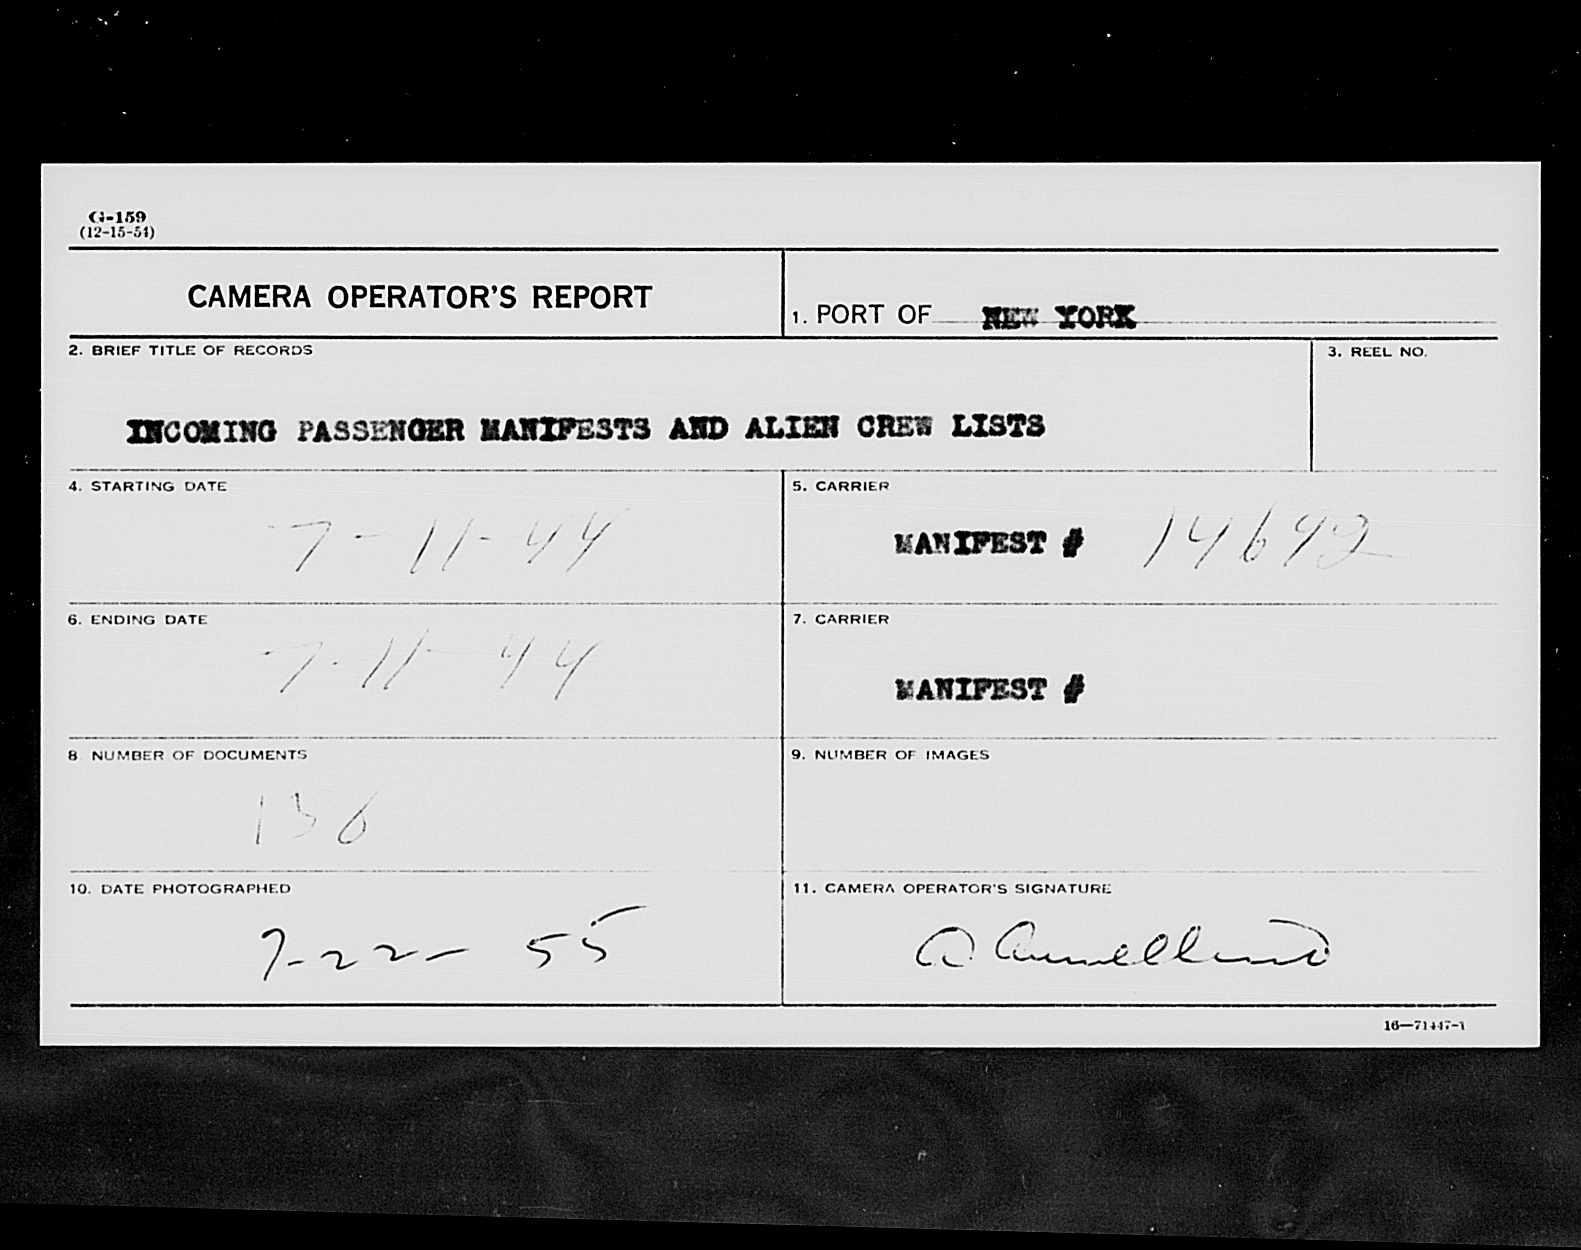 G-159
(12-15-54)
CAMERA OPERATOR'S REPORT
1. PORT OF NEW YORK
2. BRIEF TITLE OF RECORDS
3. REEL NO.
INCOMING PASSENGER MANIFESTS AND ALIEN CREW LISTS
4. STARTING DATE
5. CARRIER
7-11-44
MANIFEST # 14642
6. ENDING DATE
7. CARRIER
7-11-44
MANIFEST #
8 NUMBER OF DOCUMENTS
9. NUMBER OF IMAGES
136
10. DATE PHOTOGRAPHED
11. CAMERA OPERATOR'S SIGNATURE
7-22-55
16—71447-1